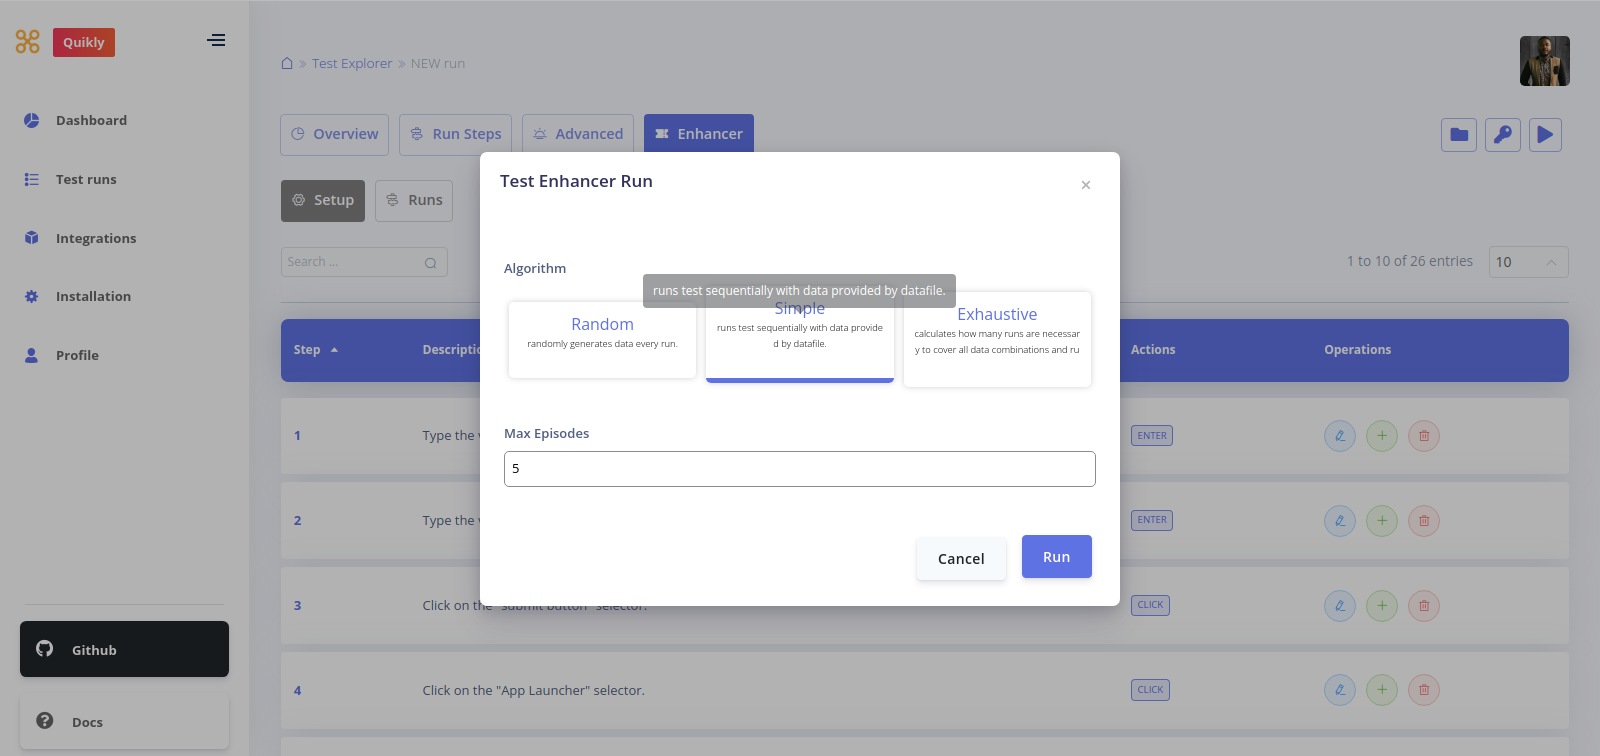 Quikly
Test Explorer » NEW run
Dashboard
Overview
Run Steps
Advanced
Enhancer
Test Enhancer Run
×
Test runs
Setup
Runs
Integrations
Search ...
1 to 10 of 26 entries
10
Algorithm
runs test sequentially with data provided by datafile.
Random
randomly generates data every run.
Simple
runs test sequentially with data provide
d by datafile.
Exhaustive
calculates how many runs are necessar
y to cover all data combinations and ru
Installation
Step
Descriptio
Actions
Operations
Profile
1
Type the
ENTER
Max Episodes
5
2
Type the
ENTER
Cancel
Run
3
Click on the "submit button" selector.
CLICK
Github
4
Click on the "App Launcher" selector.
CLICK
Docs